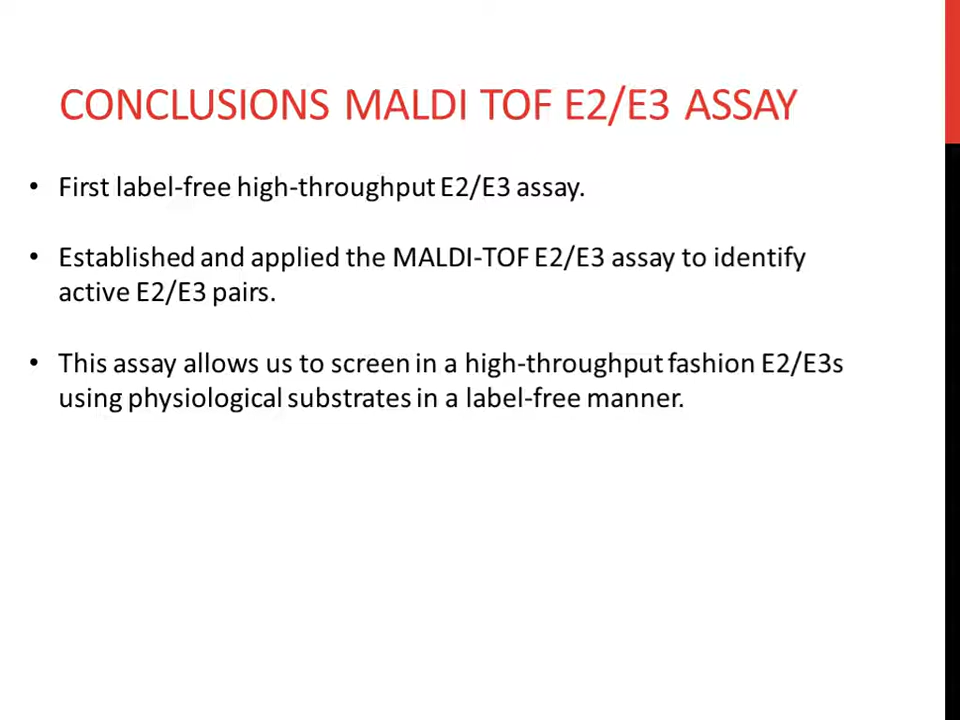 CONCLUSIONS MALDI TOF E2/E3 ASSAY
• First label-free high-throughput E2/E3 assay.
• Established and applied the MALDI-TOF E2/E3 assay to identify
active E2/E3 pairs.
• This assay allows us to screen in a high-throughput fashion E2/E3s
using physiological substrates in a label-free manner.